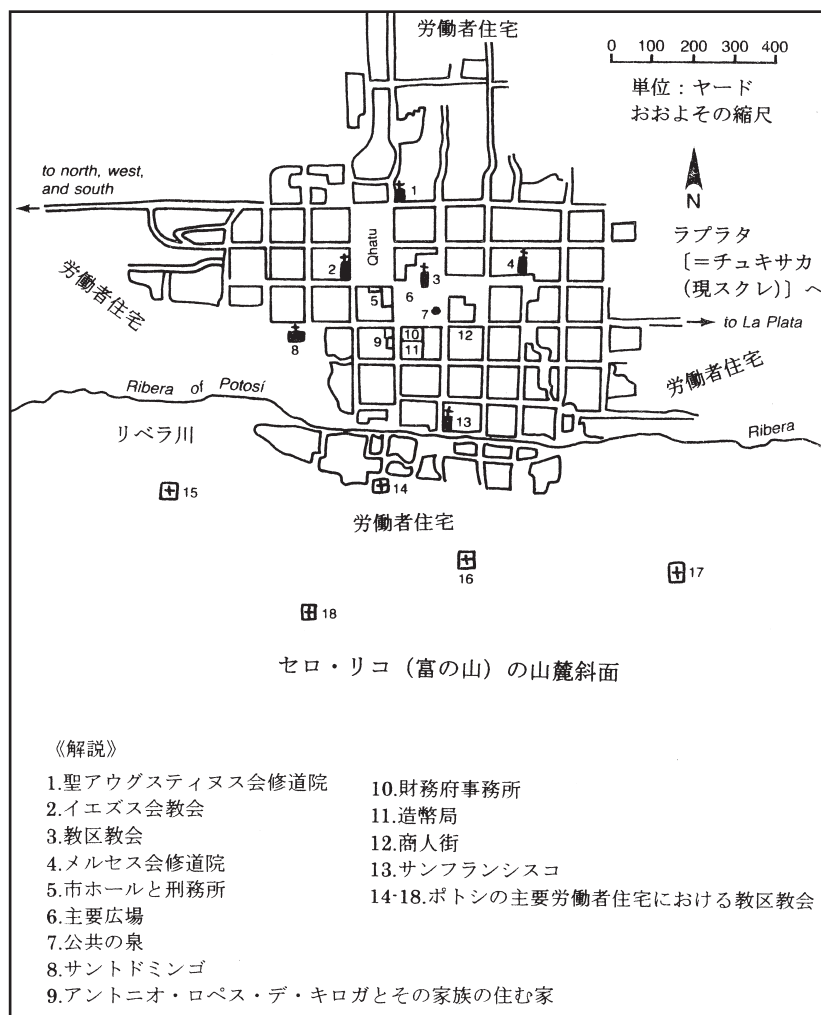 労働者住宅
0 100 200 300 400
単位：ヤード
おおよその縮尺
N
to north, west,
and south
1
Qhatu
2
3
4
ラプラタ
〔＝チュキサカ
（現スクレ）〕へ
労働者住宅
5
6
7
to La Plata
8
9
10
11
12
労働者住宅
Ribera of Potosí
13
Ribera
リベラ川
15
14
労働者住宅
16
17
18
セロ・リコ（富の山）の山麓斜面
《解説》
1.聖アウグスティヌス会修道院
2.イエズス会教会
3.教区教会
4.メルセス会修道院
5.市ホールと刑務所
6.主要広場
7.公共の泉
8.サントドミンゴ
9.アントニオ・ロペス・デ・キロガとその家族の住む家
10.財務府事務所
11.造幣局
12.商人街
13.サンフランシスコ
14-18.ポトシの主要労働者住宅における教区教会